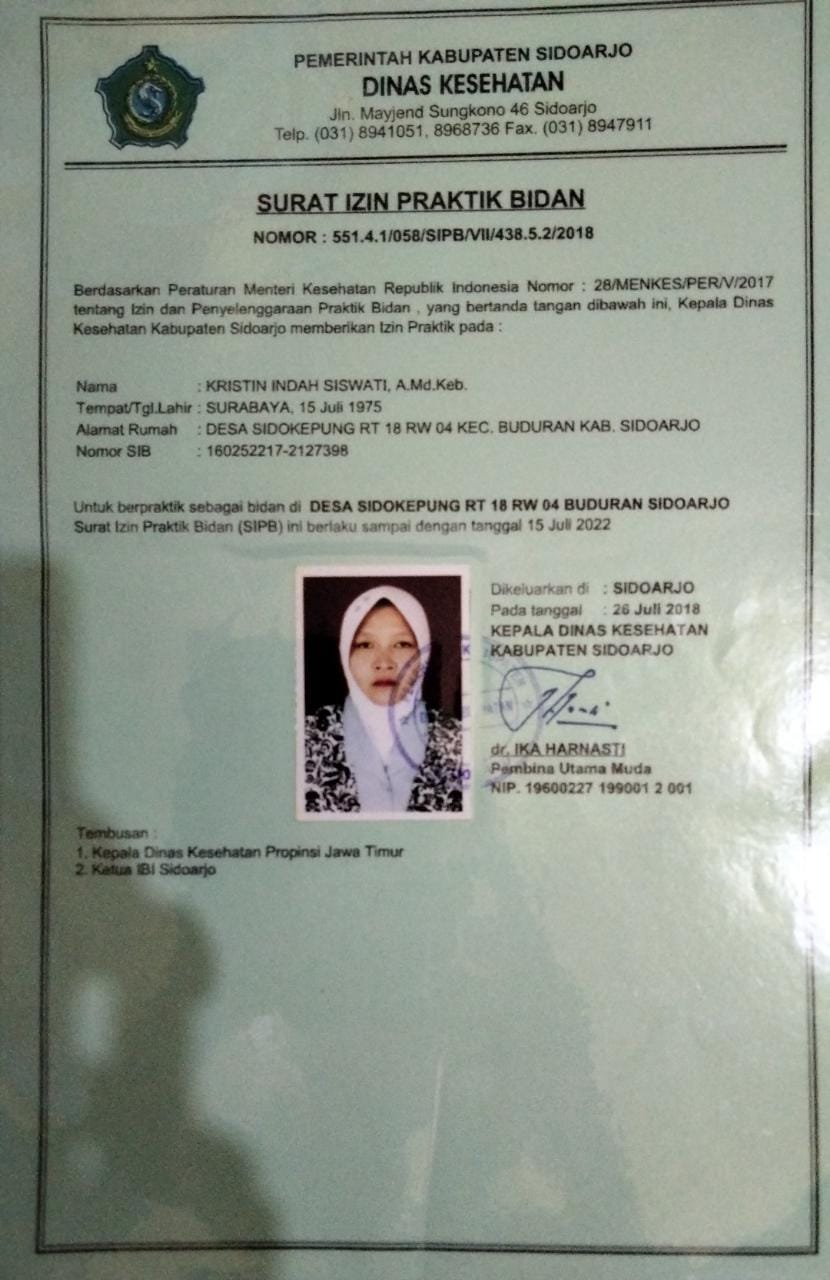 PEMERINTAH KABUPATEN SIDOARJO
DINAS KESEHATAN
Jln. Mayjend Sungkono 46 Sidoarjo
Telp. (031) 8941051, 8968736 Fax. (031) 8947911
SURAT IZIN PRAKTIK BIDAN
NOMOR : 551.4.1/058/SIPB/VII/438.5.2/2018
Berdasarkan Peraturan Menteri Kesehatan Republik Indonesia Nomor : 28/MENKES/PER/V/2017
tentang Izin dan Penyelenggaraan Praktik Bidan , yang bertanda tangan dibawah ini, Kepala Dinas
Kesehatan Kabupaten Sidoarjo memberikan Izin Praktik pada :
Nama : KRISTIN INDAH SISWATI, A.Md.Keb.
Tempat/Tgl.Lahir : SURABAYA, 15 Juli 1975
Alamat Rumah : DESA SIDOKEPUNG RT 18 RW 04 KEC. BUDURAN KAB. SIDOARJO
Nomor SIB : 160252217-2127398
Untuk berpraktik sebagai bidan di DESA SIDOKEPUNG RT 18 RW 04 BUDURAN SIDOARJO
Surat Izin Praktik Bidan (SIPB) ini berlaku sampai dengan tanggal 15 Juli 2022
Dikeluarkan di : SIDOARJO
Pada tanggal : 26 Juli 2018
KEPALA DINAS KESEHATAN
KABUPATEN SIDOARJO
dr. IKA HARNASTI
Pembina Utama Muda
NIP. 19600227 199001 2 001
Tembusan :
1. Kepala Dinas Kesehatan Propinsi Jawa Timur
2. Ketua IBI Sidoarjo